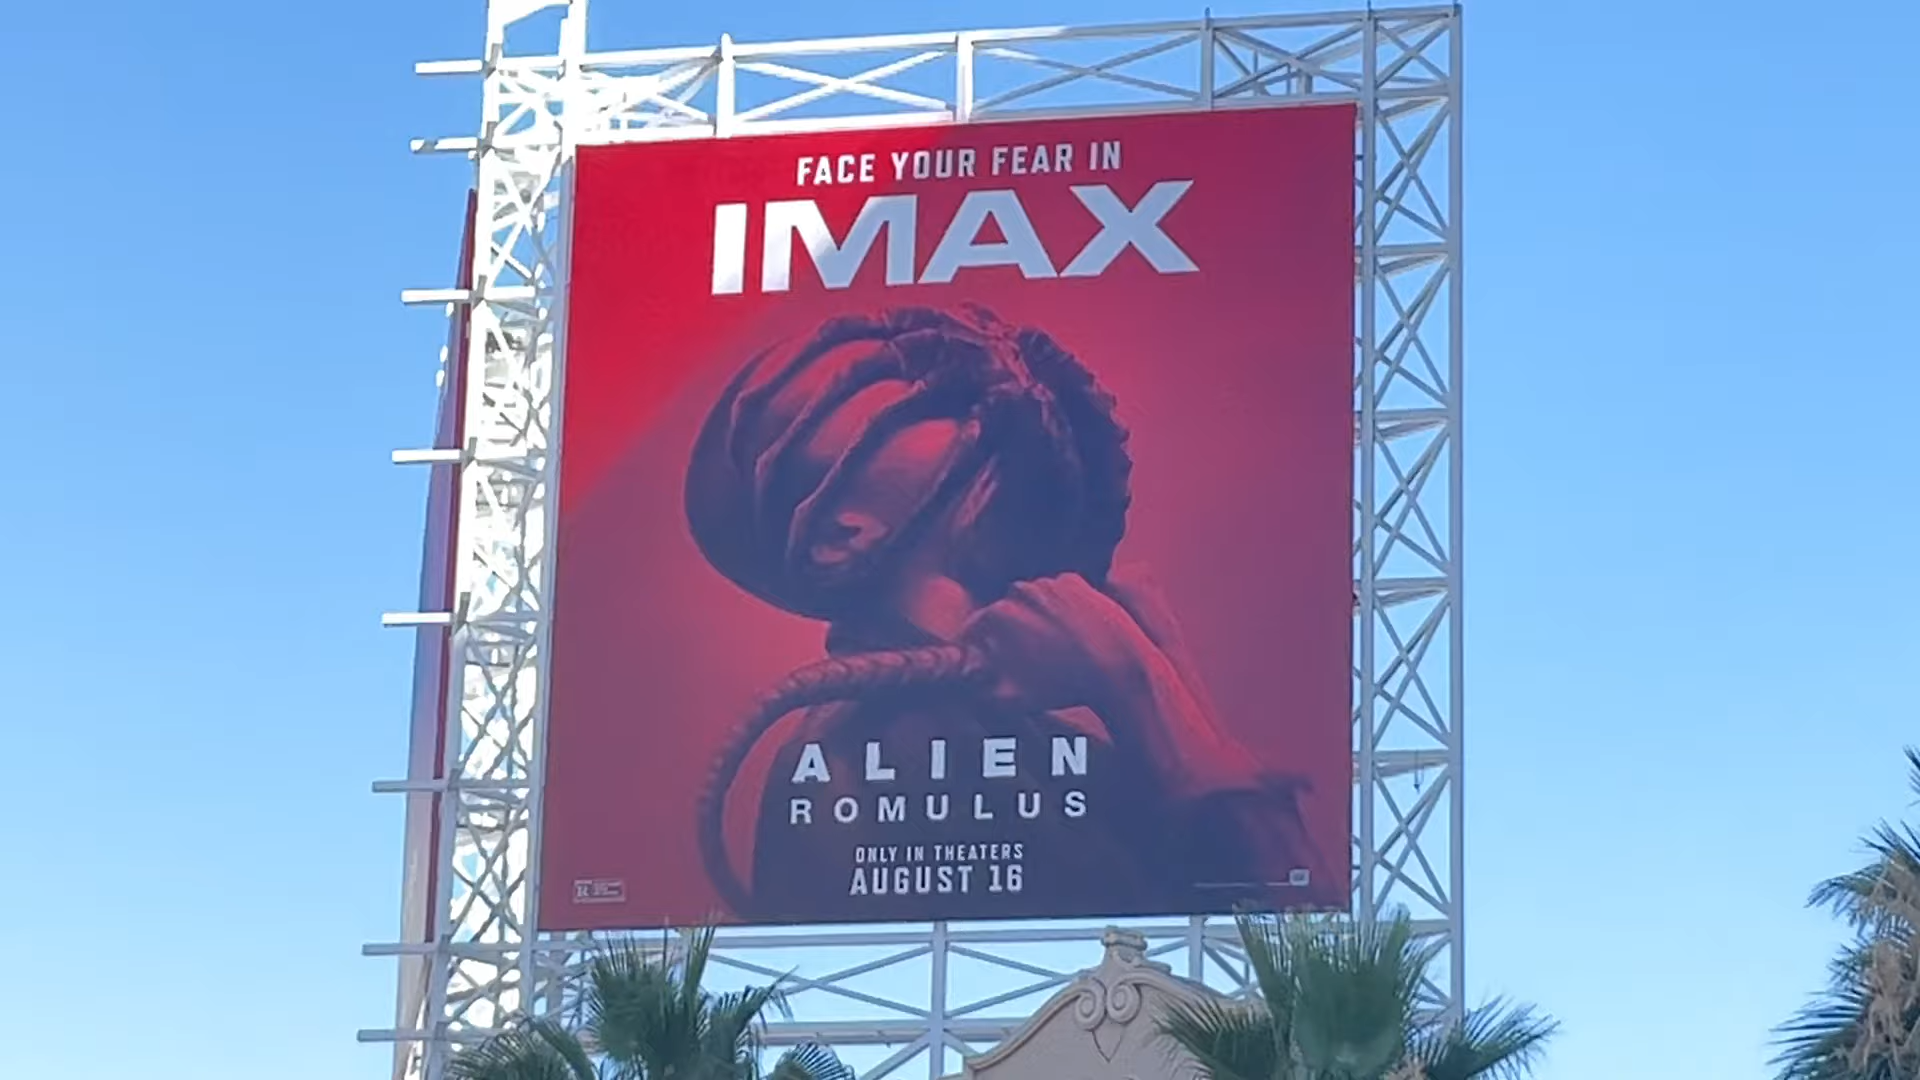 FACE YOUR FEAR IN
IMAX
ALIEN
ROMULUS
ONLY IN THEATERS
AUGUST 16
R